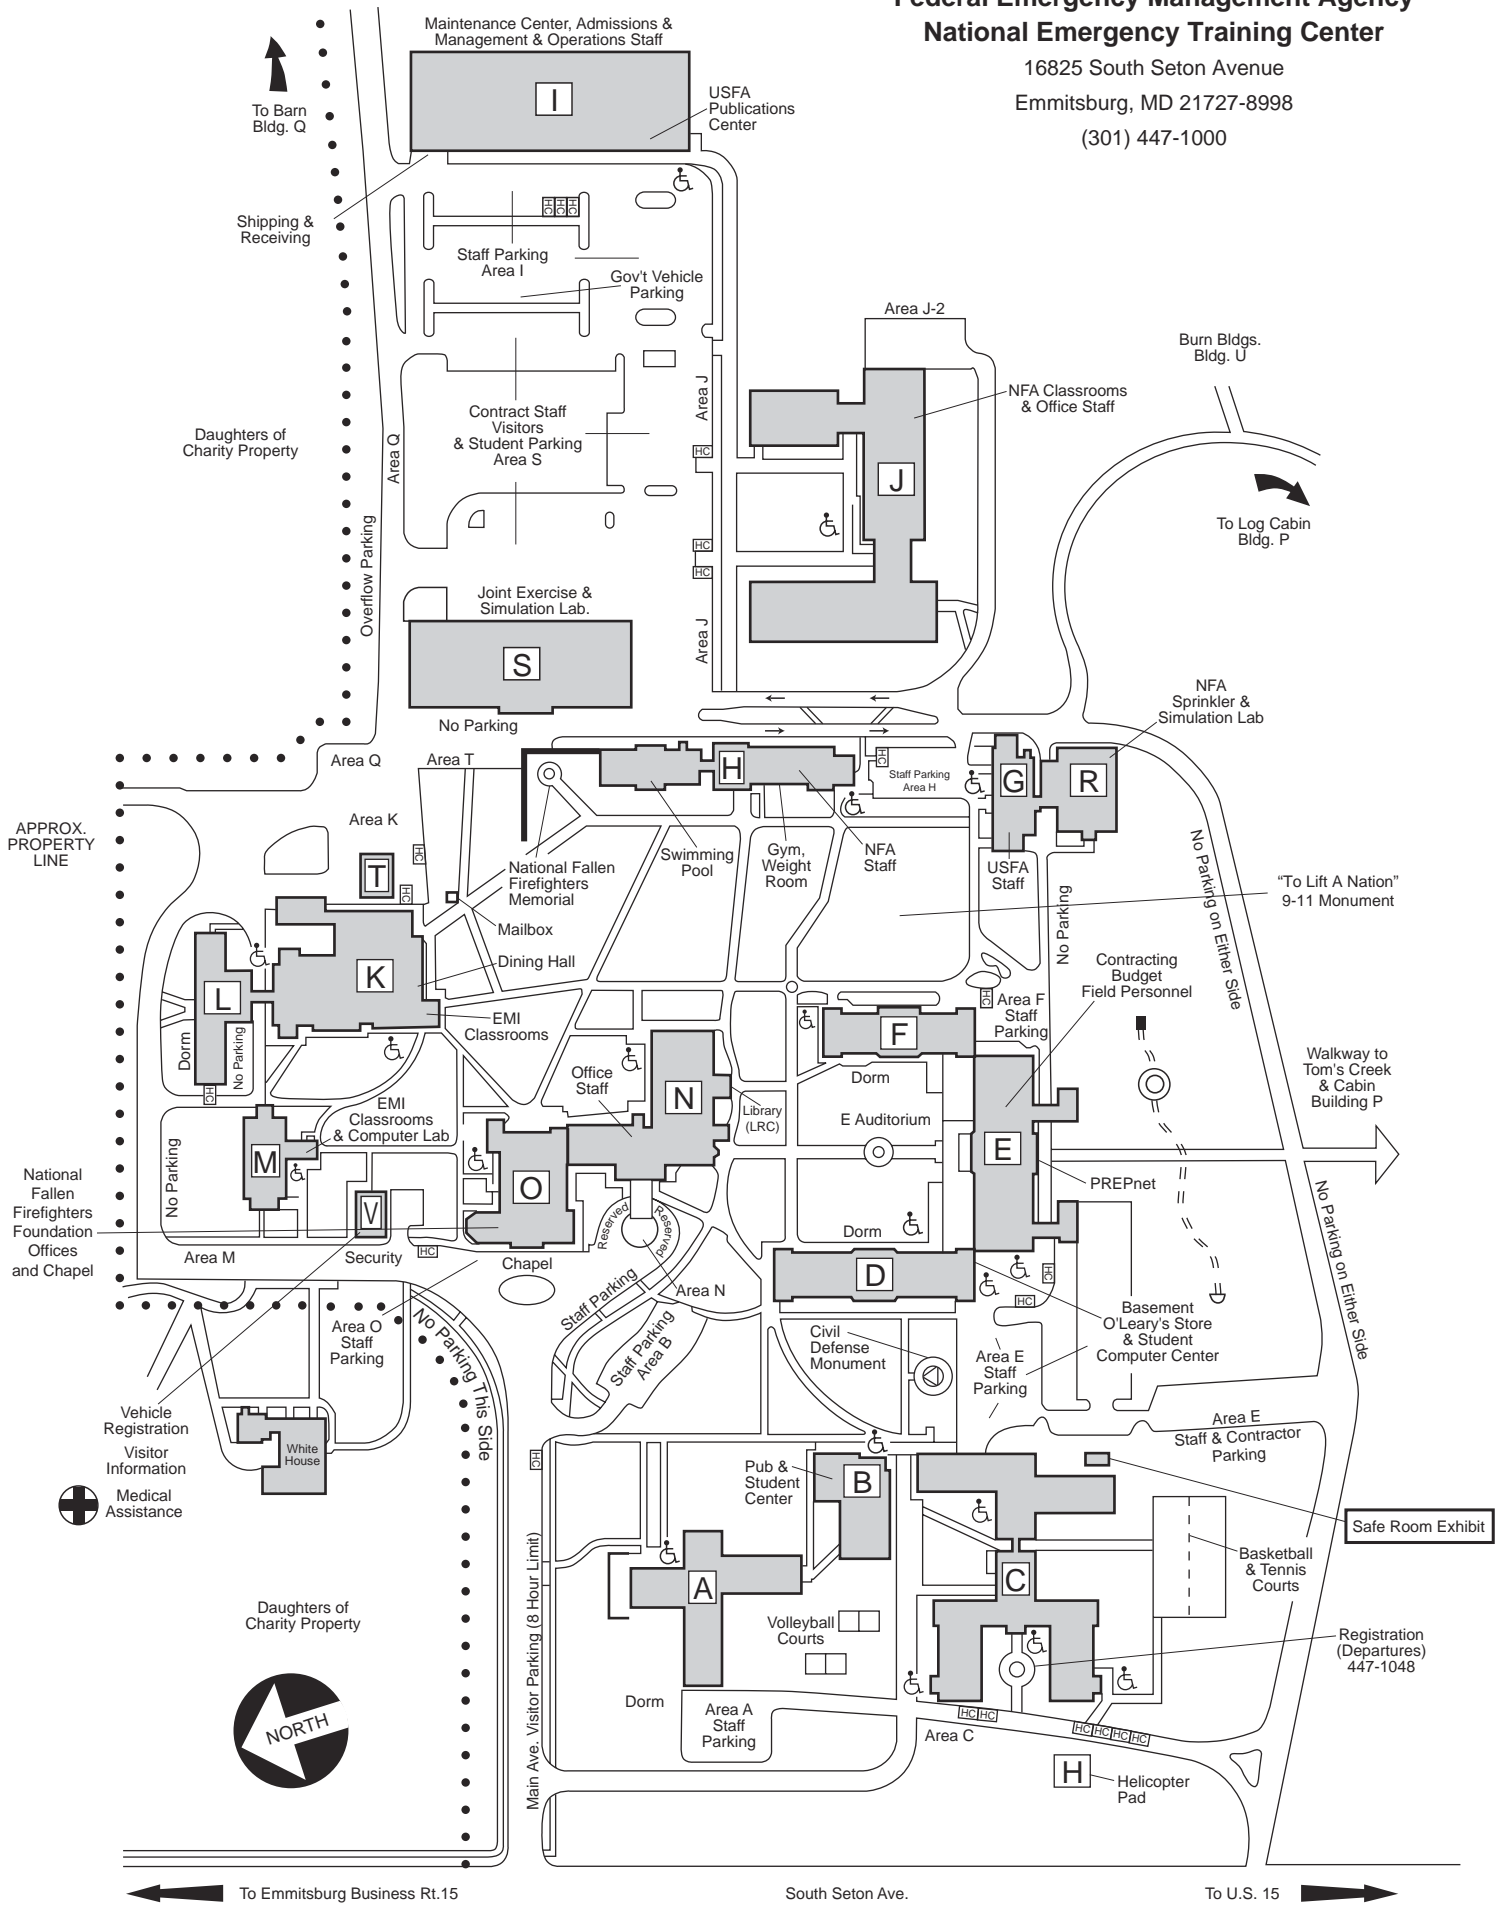 Federal Emergency Management Agency
National Emergency Training Center
16825 South Seton Avenue
Emmitsburg, MD 21727-8998
(301) 447-1000
Maintenance Center, Admissions &
Management & Operations Staff
I
USFA
Publications
Center
To Barn
Bldg. Q
Shipping &
Receiving
HC HC HC
Staff Parking
Area I
Gov't Vehicle
Parking
Area J-2
Burn Bldgs.
Bldg. U
NFA Classrooms
& Office Staff
Area J
Contract Staff
Visitors
& Student Parking
Area S
Daughters of
Charity Property
Area Q
HC
J
To Log Cabin
Bldg. P
Overflow Parking
HC
HC
Joint Exercise &
Simulation Lab.
S
Area J
No Parking
NFA
Sprinkler &
Simulation Lab
Area Q
Area T
H
HC
Staff Parking
Area H
G
R
APPROX.
PROPERTY
LINE
Area K
HC
T
HC
National Fallen
Firefighters
Memorial
Swimming
Pool
Gym,
Weight
Room
NFA
Staff
USFA
Staff
No Parking
No Parking on Either Side
"To Lift A Nation"
9-11 Monument
Mailbox
Dining Hall
K
L
EMI
Classrooms
Contracting
Budget
Field Personnel
HC
Area F
Staff
Parking
F
Dorm
Dorm
No Parking
HC
Office
Staff
N
Library
(LRC)
E Auditorium
E
Walkway to
Tom's Creek
& Cabin
Building P
EMI
Classrooms
& Computer Lab
M
No Parking
National
Fallen
Firefighters
Foundation
Offices
and Chapel
O
V
PREPnet
Reserved
Reserved
Dorm
Area M
Security
HC
Chapel
D
HC
HC
No Parking on Either Side
Area N
Staff Parking
Area O
Staff
Parking
No Parking This Side
Staff Parking
Area B
Civil
Defense
Monument
Area E
Staff
Parking
Basement
O'Leary's Store
& Student
Computer Center
Vehicle
Registration
Visitor
Information
Medical
Assistance
White
House
HC
Area E
Staff & Contractor
Parking
Pub &
Student
Center
B
Safe Room Exhibit
Basketball
& Tennis
Courts
A
C
Main Ave. Visitor Parking (8 Hour Limit)
Daughters of
Charity Property
Volleyball
Courts
Registration
(Departures)
447-1048
Dorm
Area A
Staff
Parking
HC HC
HC HC HC HC
Area C
NORTH
H
Helicopter
Pad
To Emmitsburg Business Rt.15
South Seton Ave.
To U.S. 15